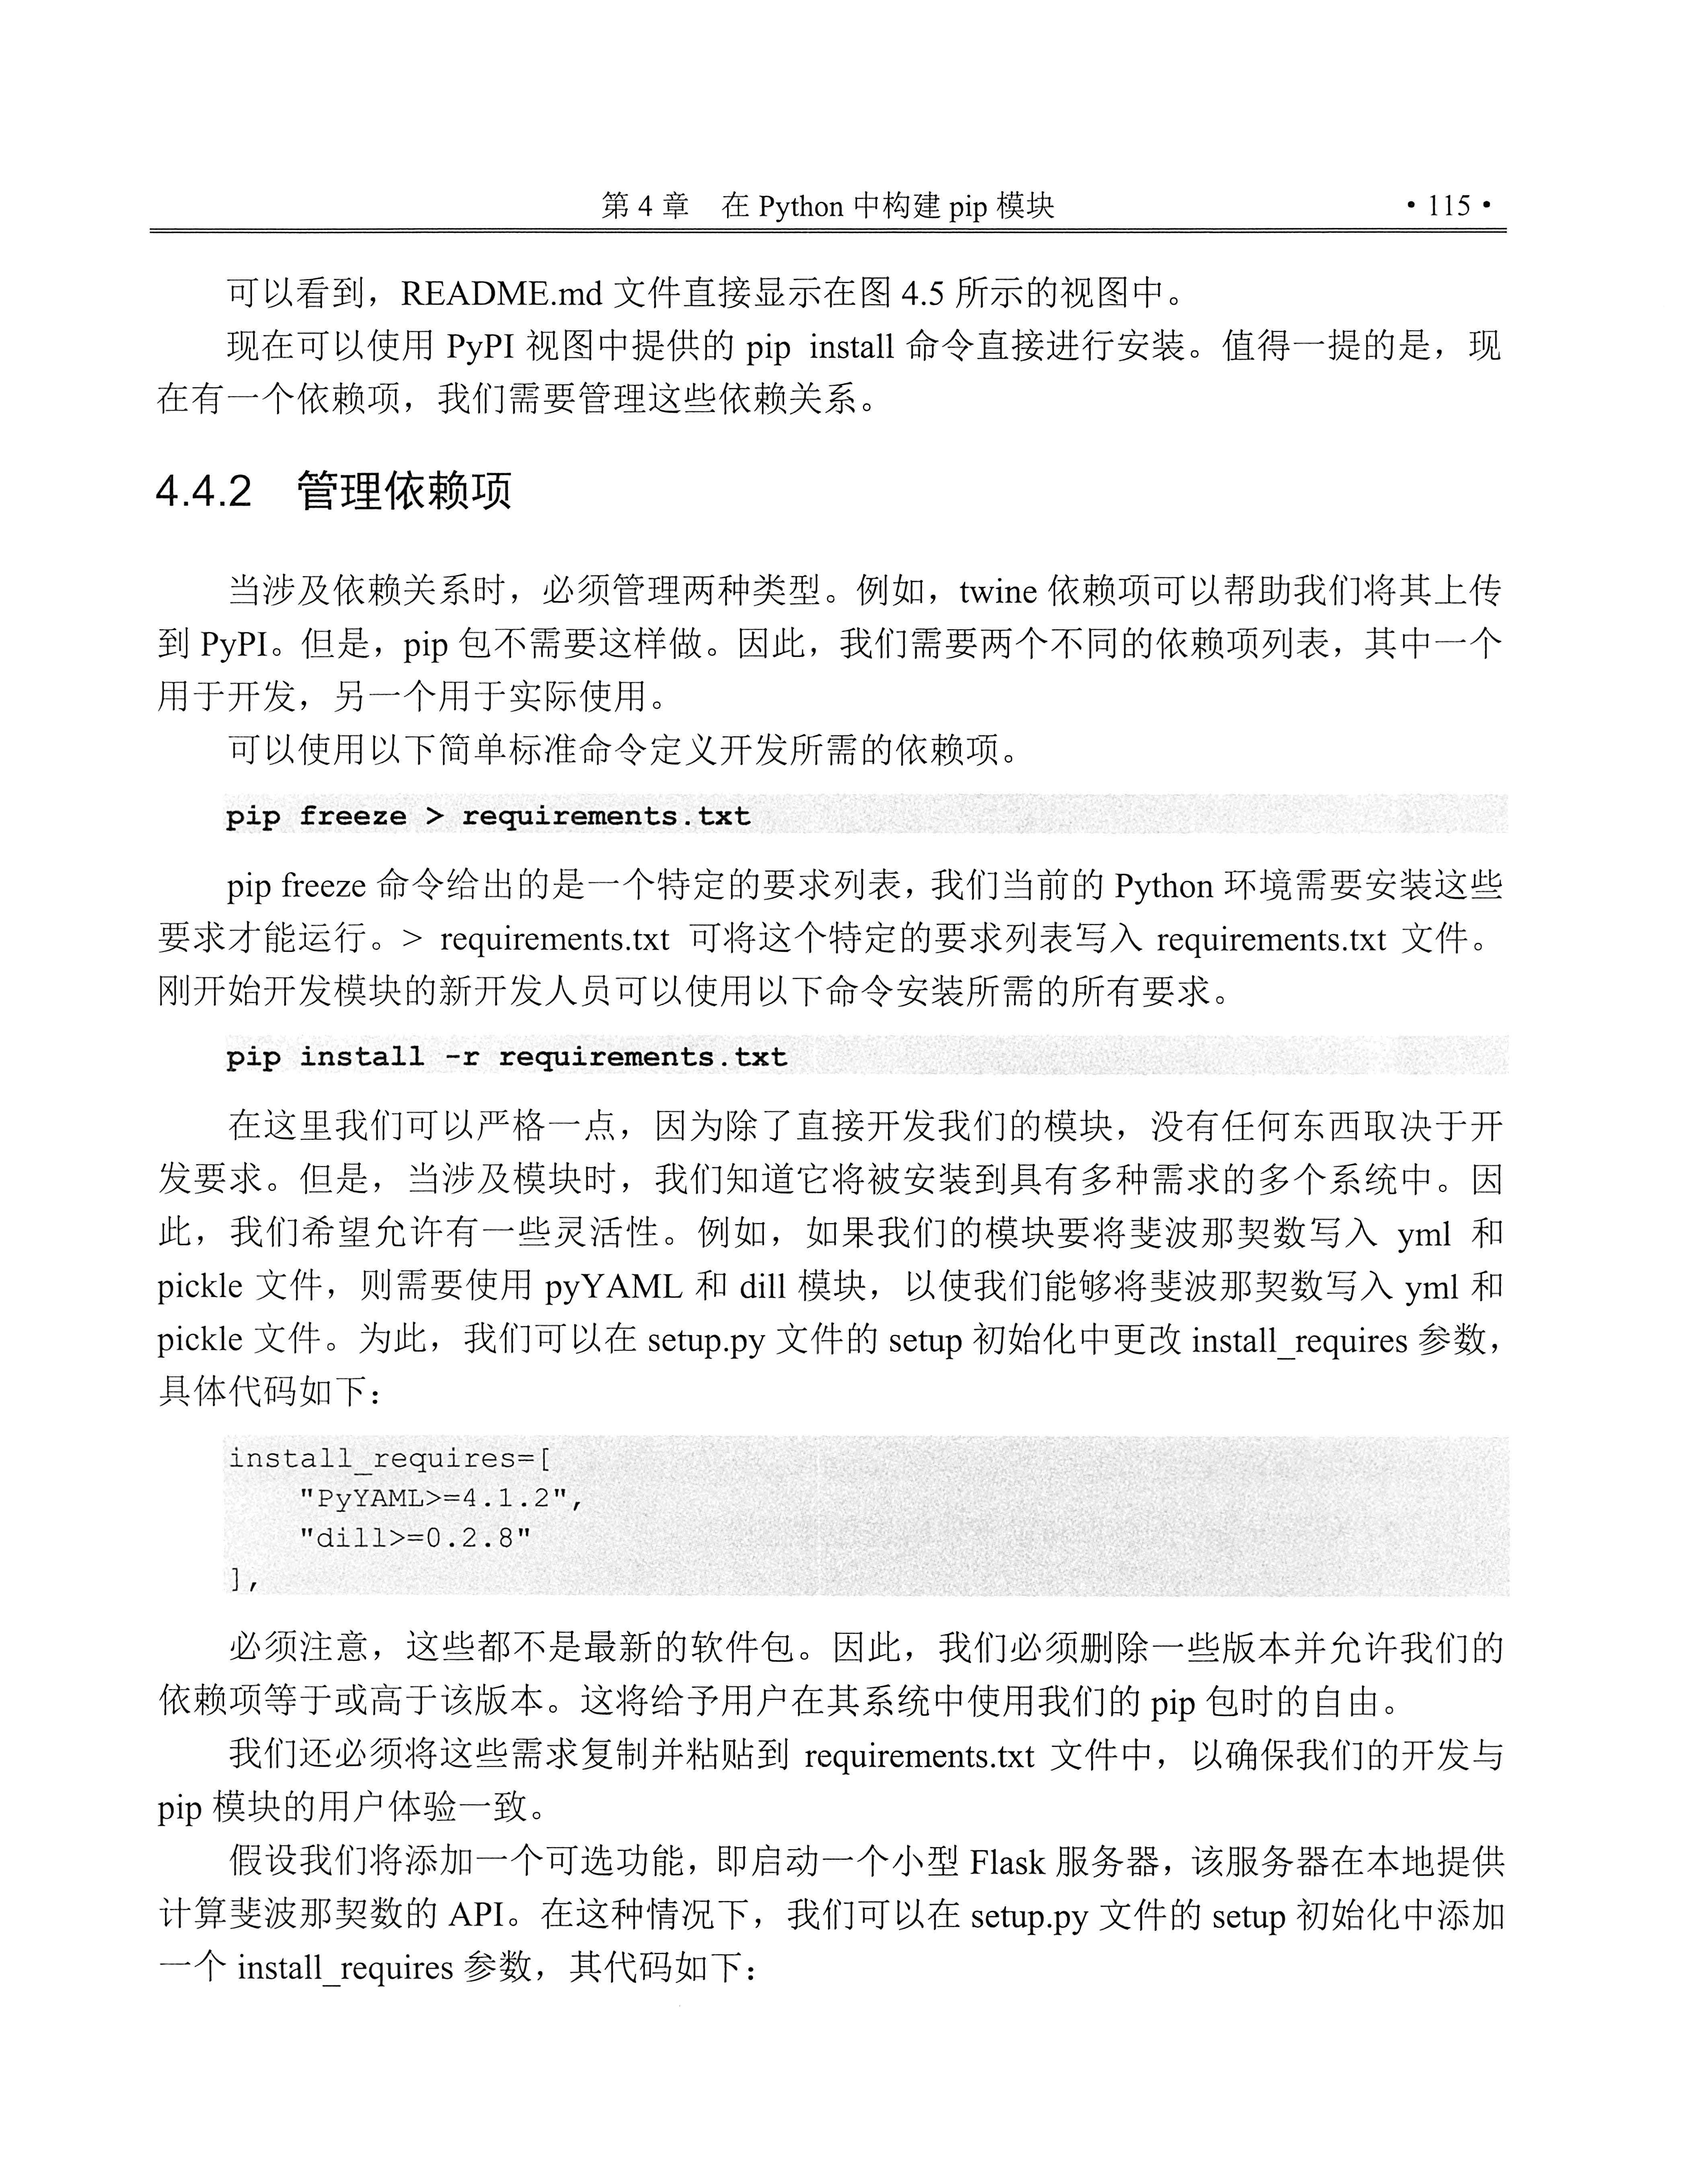 第 4 章　在 Python 中构建 pip 模块　• 115 •
可以看到，README.md 文件直接显示在图 4.5 所示的视图中。
现在可以使用 PyPI 视图中提供的 pip install 命令直接进行安装。值得一提的是，现
在有一个依赖项，我们需要管理这些依赖关系。
4.4.2　管理依赖项
当涉及依赖关系时，必须管理两种类型。例如，twine 依赖项可以帮助我们将其上传
到 PyPI。但是，pip 包不需要这样做。因此，我们需要两个不同的依赖项列表，其中一个
用于开发，另一个用于实际使用。
可以使用以下简单标准命令定义开发所需的依赖项。
pip freeze > requirements.txt
pip freeze 命令给出的是一个特定的要求列表，我们当前的 Python 环境需要安装这些
要求才能运行。> requirements.txt 可将这个特定的要求列表写入 requirements.txt 文件。
刚开始开发模块的新开发人员可以使用以下命令安装所需的所有要求。
pip install -r requirements.txt
在这里我们可以严格一点，因为除了直接开发我们的模块，没有任何东西取决于开
发要求。但是，当涉及模块时，我们知道它将被安装到具有多种需求的多个系统中。因
此，我们希望允许有一些灵活性。例如，如果我们的模块要将斐波那契数写入 yml 和
pickle 文件，则需要使用 pyYAML 和 dill 模块，以使我们能够将斐波那契数写入 yml 和
pickle 文件。为此，我们可以在 setup.py 文件的 setup 初始化中更改 install_requires 参数，
具体代码如下：
install_requires=[
    "PyYAML>=4.1.2",
    "dill>=0.2.8"
],
必须注意，这些都不是最新的软件包。因此，我们必须删除一些版本并允许我们的
依赖项等于或高于该版本。这将给予用户在其系统中使用我们的 pip 包时的自由。
我们还必须将这些需求复制并粘贴到 requirements.txt 文件中，以确保我们的开发与
pip 模块的用户体验一致。
假设我们将添加一个可选功能，即启动一个小型 Flask 服务器，该服务器在本地提供
计算斐波那契数的 API。在这种情况下，我们可以在 setup.py 文件的 setup 初始化中添加
一个 install_requires 参数，其代码如下：